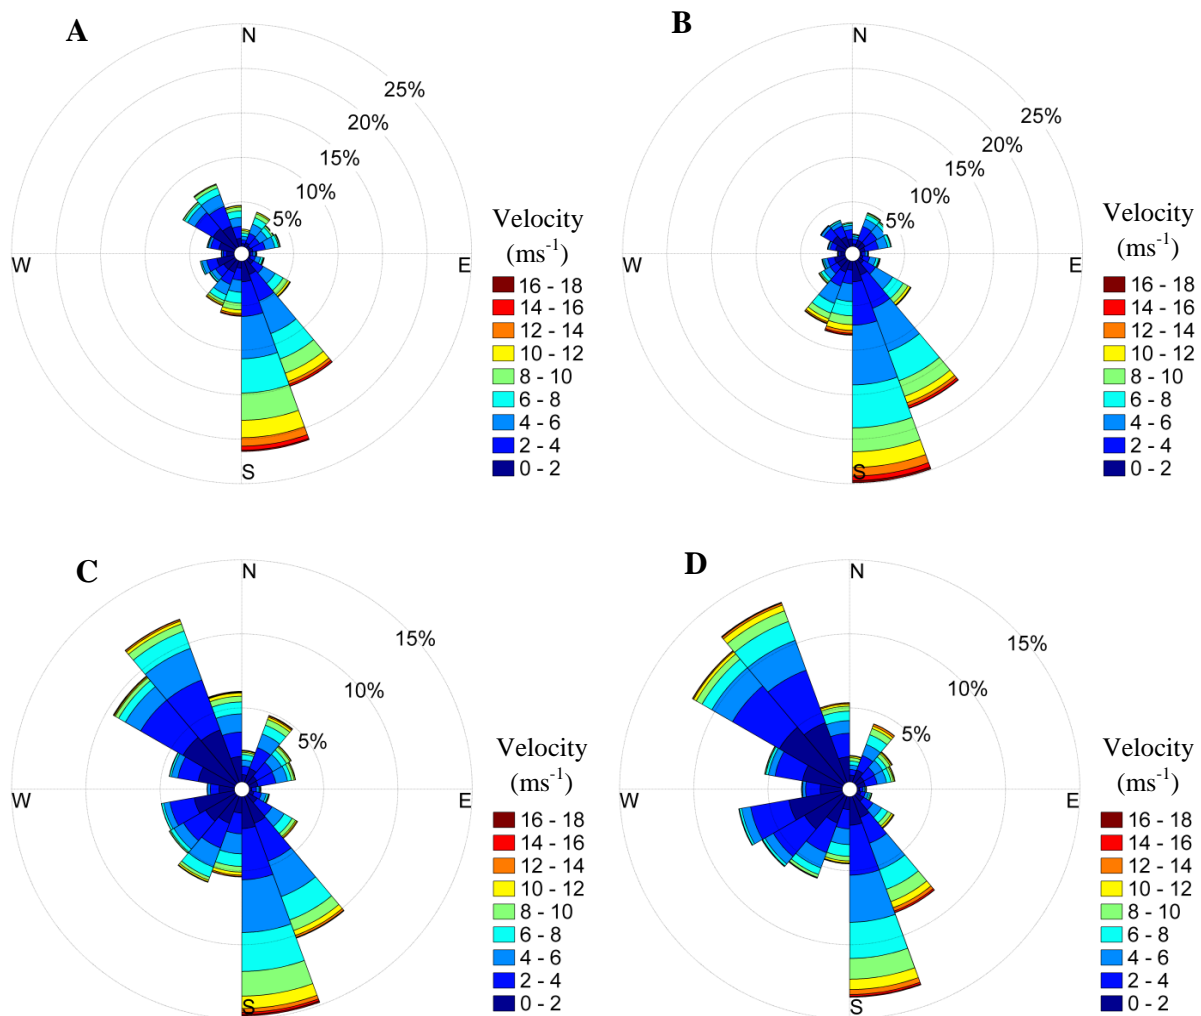 A
N
25%
20%
15%
10%
5%
W
E
S
Velocity
(ms-1)
16 - 18
14 - 16
12 - 14
10 - 12
8 - 10
6 - 8
4 - 6
2 - 4
0 - 2
B
N
25%
20%
15%
10%
5%
W
E
S
Velocity
(ms-1)
16 - 18
14 - 16
12 - 14
10 - 12
8 - 10
6 - 8
4 - 6
2 - 4
0 - 2
C
N
15%
10%
5%
W
E
S
Velocity
(ms-1)
16 - 18
14 - 16
12 - 14
10 - 12
8 - 10
6 - 8
4 - 6
2 - 4
0 - 2
D
N
15%
10%
5%
W
E
S
Velocity
(ms-1)
16 - 18
14 - 16
12 - 14
10 - 12
8 - 10
6 - 8
4 - 6
2 - 4
0 - 2